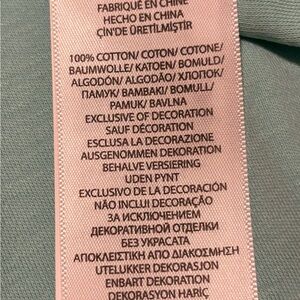 FABRIQUÉ EN CHINE
HECHO EN CHINA
ÇİN'DE ÜRETİLMİŞTİR
100% COTTON/ COTON/ COTONE/
BAUMWOLLE/ KATOEN/ BOMULD/
ALGODÓN/ ALGODÃO/ ХЛОПОК/
ПАМУК/ ΒΑΜΒΑΚΙ/ BOMULL/
PAMUK/ BAVLNA
EXCLUSIVE OF DECORATION
SAUF DÉCORATION
ESCLUSA LA DECORAZIONE
AUSGENOMMEN DEKORATION
BEHALVE VERSIERING
UDEN PYNT
EXCLUSIVO DE LA DECORACIÓN
NÃO INCLUI DECORAÇÃO
ЗА ИСКЛЮЧЕНИЕМ
ДЕКОРАТИВНОЙ ОТДЕЛКИ
БЕЗ УКРАСАТА
ΑΠΟΚΛΕΙΣΤΙΚΗ ΑΠΟ ΔΙΑΚΟΣΜΗΣΗ
UTELUKKER DEKORASJON
ENBART DEKORATION
DEKORASYON HARİÇ